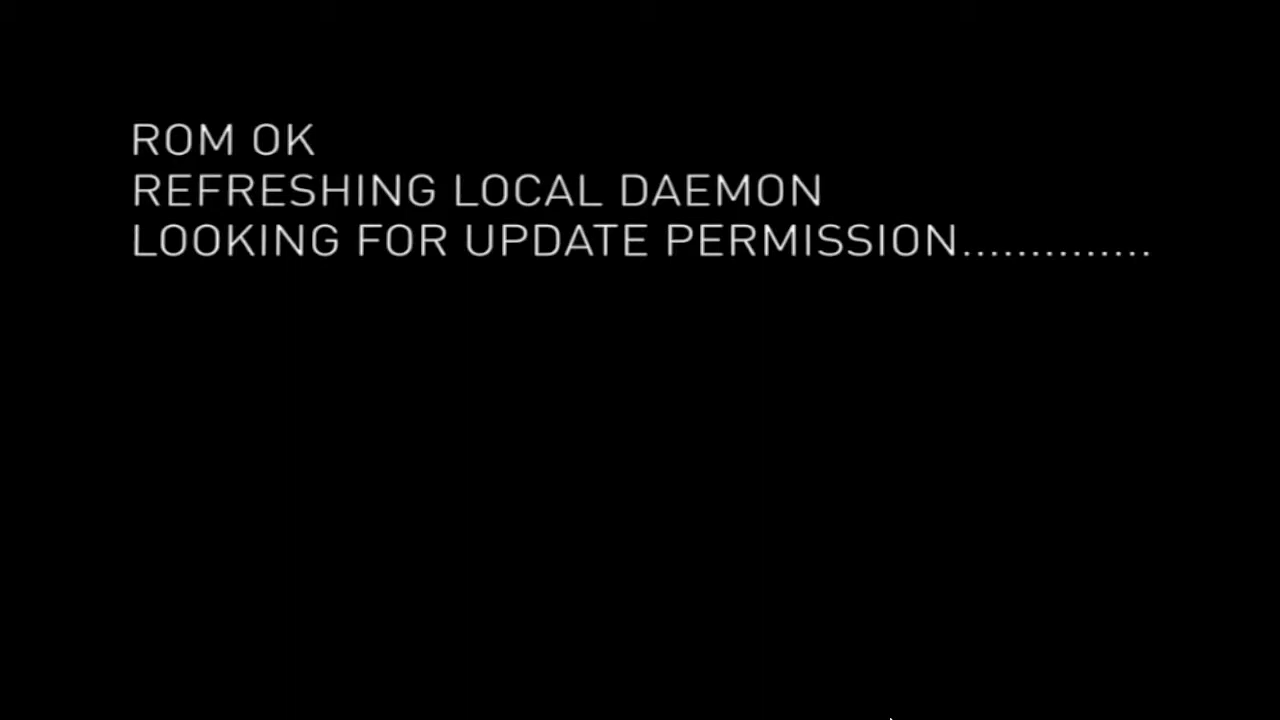 ROM OK
REFRESHING LOCAL DAEMON
LOOKING FOR UPDATE PERMISSION..............